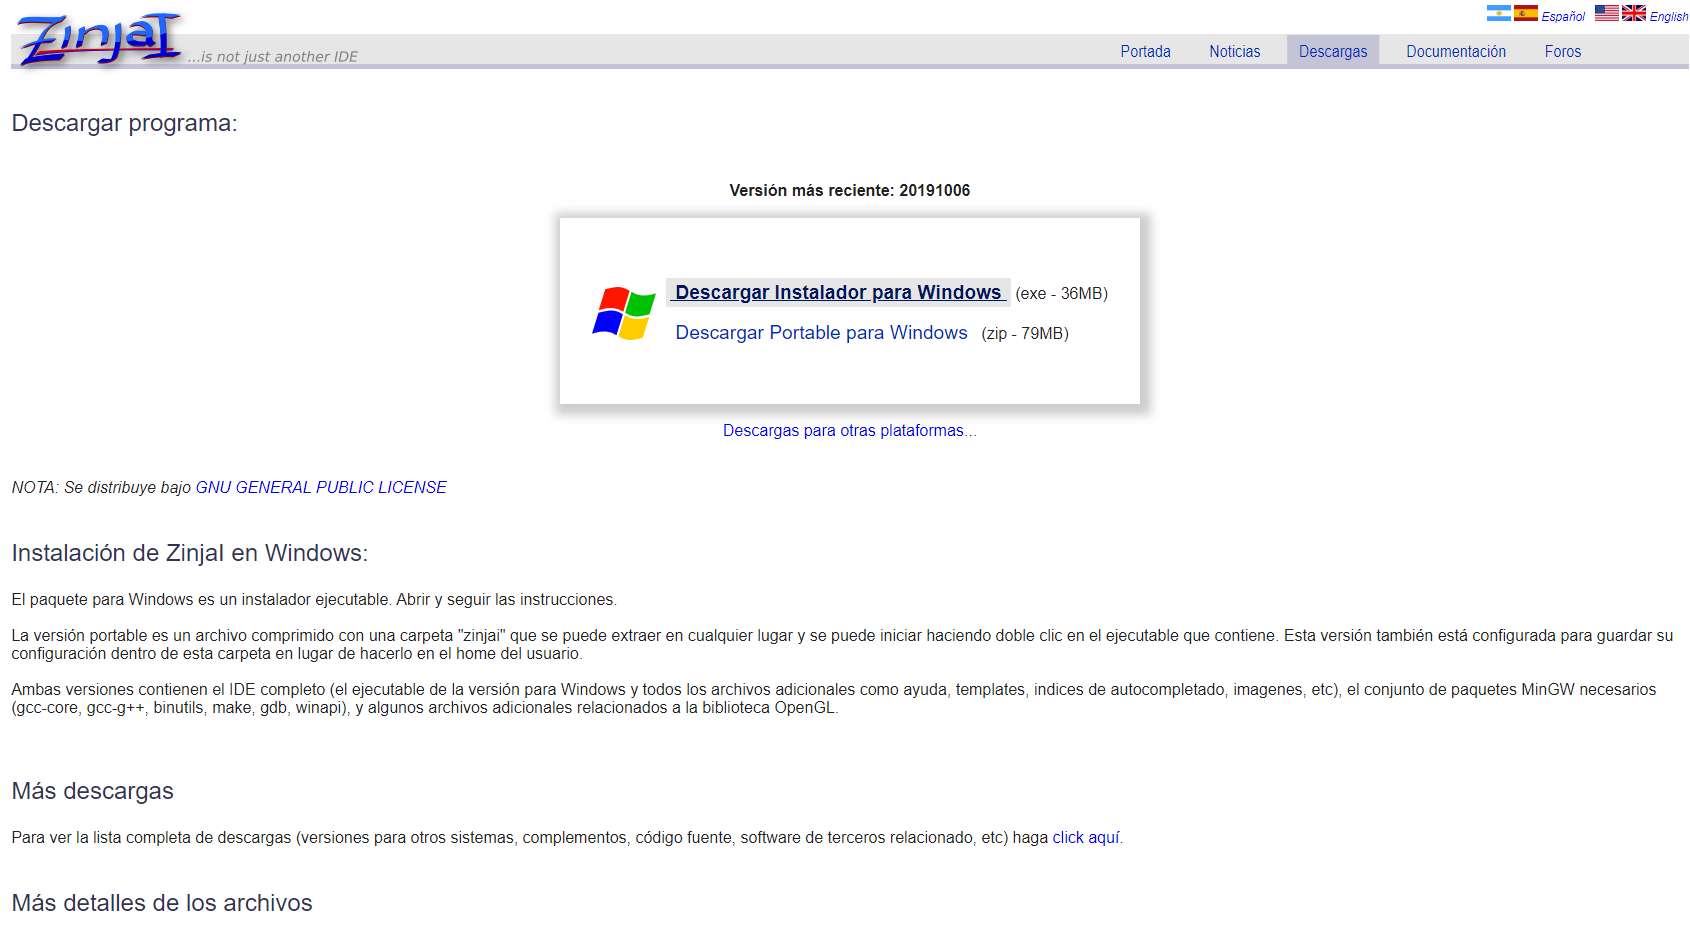 Español English
ZinjaI ...is not just another IDE
Portada Noticias Descargas Documentación Foros
Descargar programa:
Versión más reciente: 20191006
Descargar Instalador para Windows (exe - 36MB)
Descargar Portable para Windows (zip - 79MB)
Descargas para otras plataformas...
NOTA: Se distribuye bajo GNU GENERAL PUBLIC LICENSE
Instalación de ZinjaI en Windows:
El paquete para Windows es un instalador ejecutable. Abrir y seguir las instrucciones.
La versión portable es un archivo comprimido con una carpeta "zinjai" que se puede extraer en cualquier lugar y se puede iniciar haciendo doble clic en el ejecutable que contiene. Esta versión también está configurada para guardar su
configuración dentro de esta carpeta en lugar de hacerlo en el home del usuario.
Ambas versiones contienen el IDE completo (el ejecutable de la versión para Windows y todos los archivos adicionales como ayuda, templates, indices de autocompletado, imagenes, etc), el conjunto de paquetes MinGW necesarios
(gcc-core, gcc-g++, binutils, make, gdb, winapi), y algunos archivos adicionales relacionados a la biblioteca OpenGL.
Más descargas
Para ver la lista completa de descargas (versiones para otros sistemas, complementos, código fuente, software de terceros relacionado, etc) haga click aquí.
Más detalles de los archivos